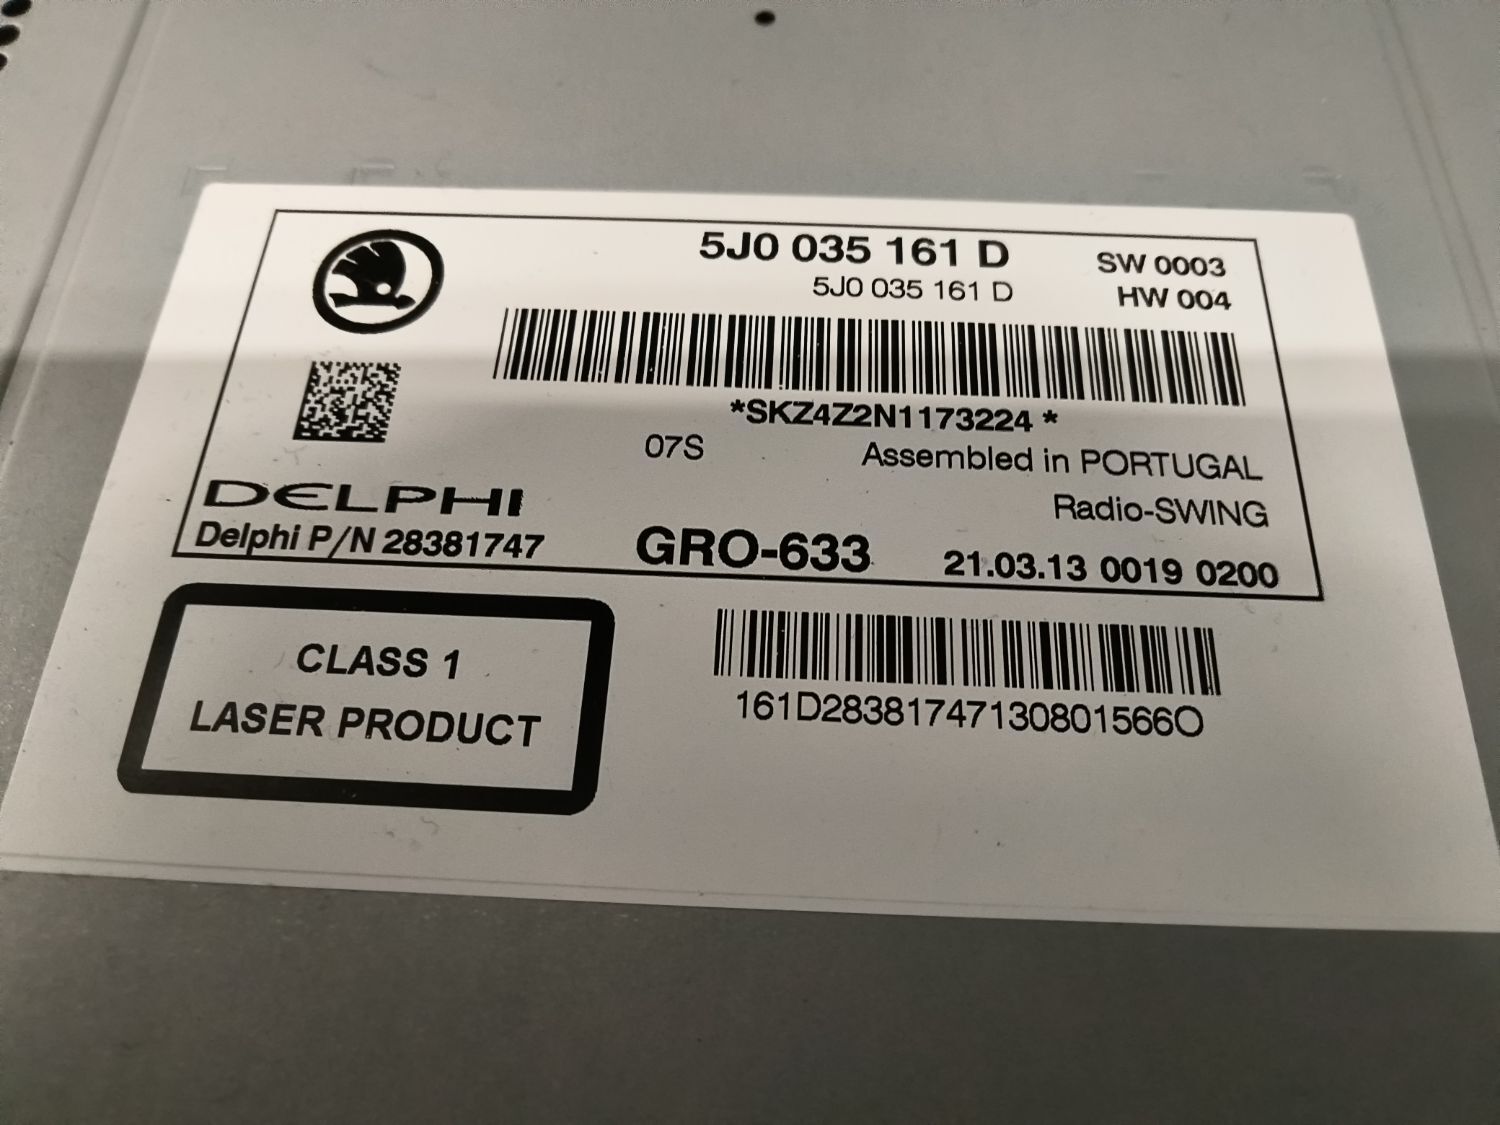 5J0 035 161 D
SW 0003
5J0 035 161 D
HW 004
*SKZ4Z2N1173224 *
07S
Assembled in PORTUGAL
DELPHI
Radio-SWING
Delphi P/N 28381747
GRO-633
21.03.13 0019 0200
CLASS 1
LASER PRODUCT
161D28381747130801566O